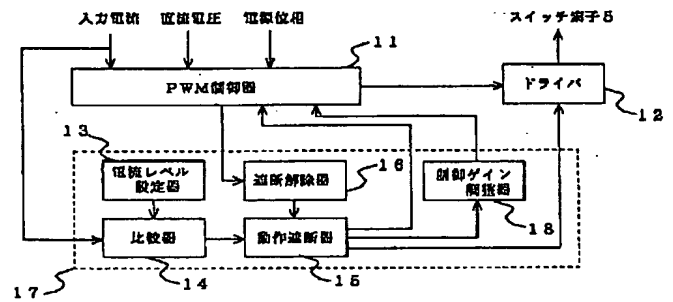 入力電流 直流電圧 電源位相 スイッチ素子5
11
PWM制御器
ドライバ
12
13
電流レベル
設定器
遮断解除器
16
制御ゲイン
調整器
18
比較器
動作遮断器
14
15
17